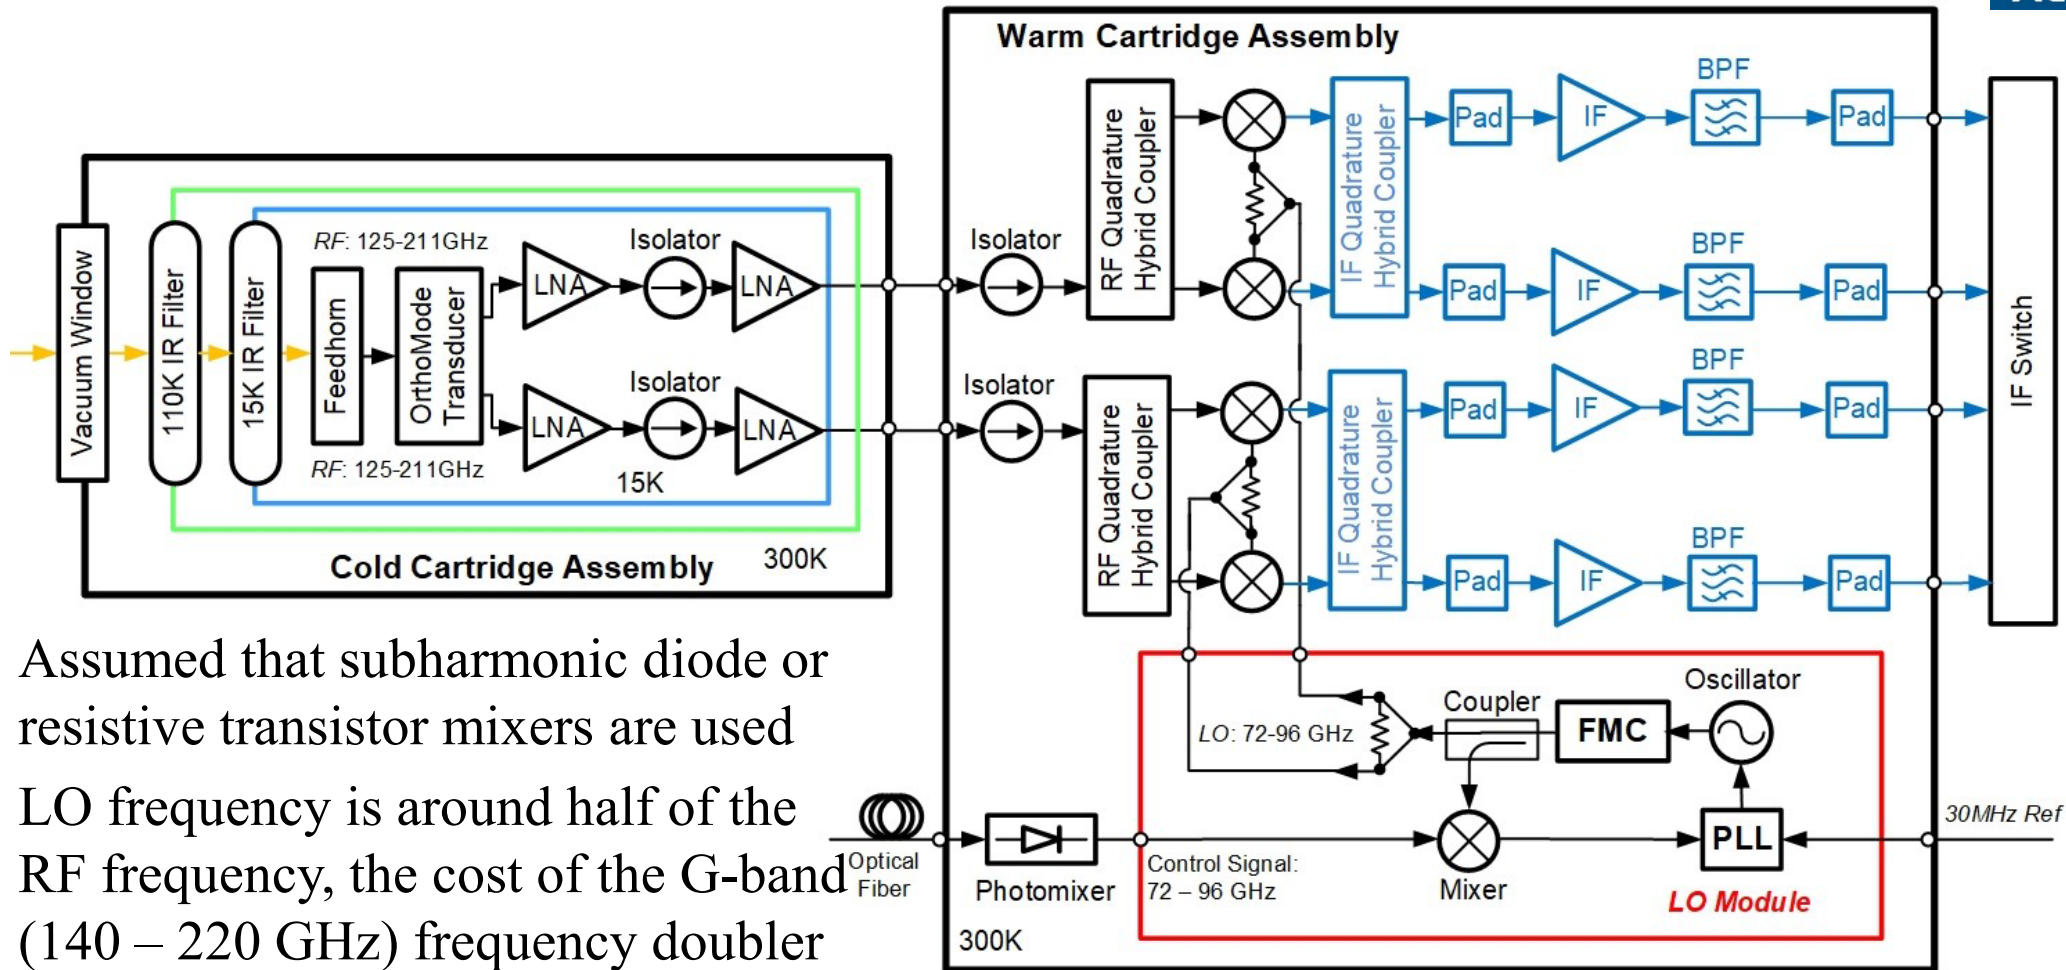 Warm Cartridge Assembly
Vacuum Window
110K IR Filter
15K IR Filter
RF: 125-211GHz
Feedhorn
OrthoMode
Transducer
RF: 125-211GHz
LNA
Isolator
LNA
LNA
Isolator
LNA
15K
Cold Cartridge Assembly
300K
Isolator
RF Quadrature
Hybrid Coupler
IF Quadrature
Hybrid Coupler
Pad
IF
BPF
Pad
Pad
IF
BPF
Pad
Isolator
RF Quadrature
Hybrid Coupler
IF Quadrature
Hybrid Coupler
Pad
IF
BPF
Pad
Pad
IF
BPF
Pad
IF Switch
Assumed that subharmonic diode or
resistive transistor mixers are used
LO frequency is around half of the
RF frequency, the cost of the G-band
(140 – 220 GHz) frequency doubler
Optical
Fiber
Photomixer
300K
LO: 72-96 GHz
Coupler
FMC
Oscillator
Control Signal:
72 – 96 GHz
Mixer
PLL
LO Module
30MHz Ref